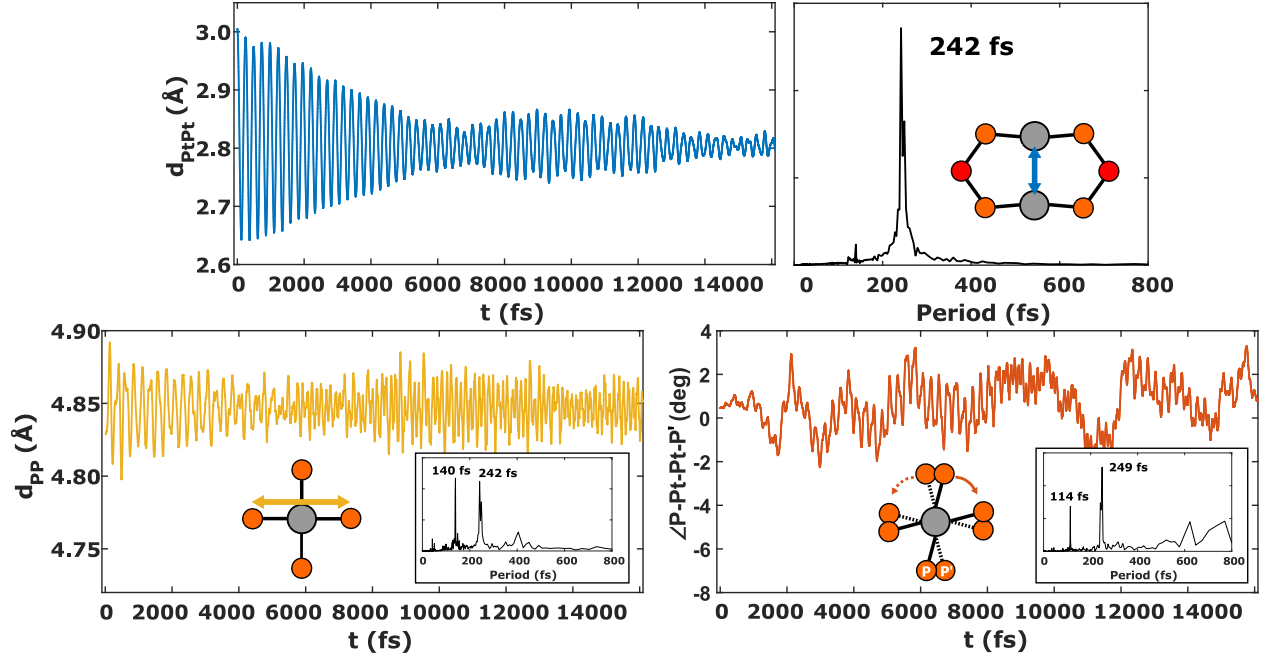 d_PtPt (Å)
3.0
2.9
2.8
2.7
2.6
0 2000 4000 6000 8000 10000 12000 14000
t (fs)
242 fs
0 200 400 600 800
Period (fs)
d_PP (Å)
4.90
4.85
4.80
4.75
0 2000 4000 6000 8000 10000 12000 14000
t (fs)
140 fs 242 fs
0 200 400 600 800
Period (fs)
∠P-Pt-Pt-P'(deg)
4
2
0
-2
-4
-6
-8
0 2000 4000 6000 8000 10000 12000 14000
t (fs)
P P'
249 fs
114 fs
0 200 400 600 800
Period (fs)